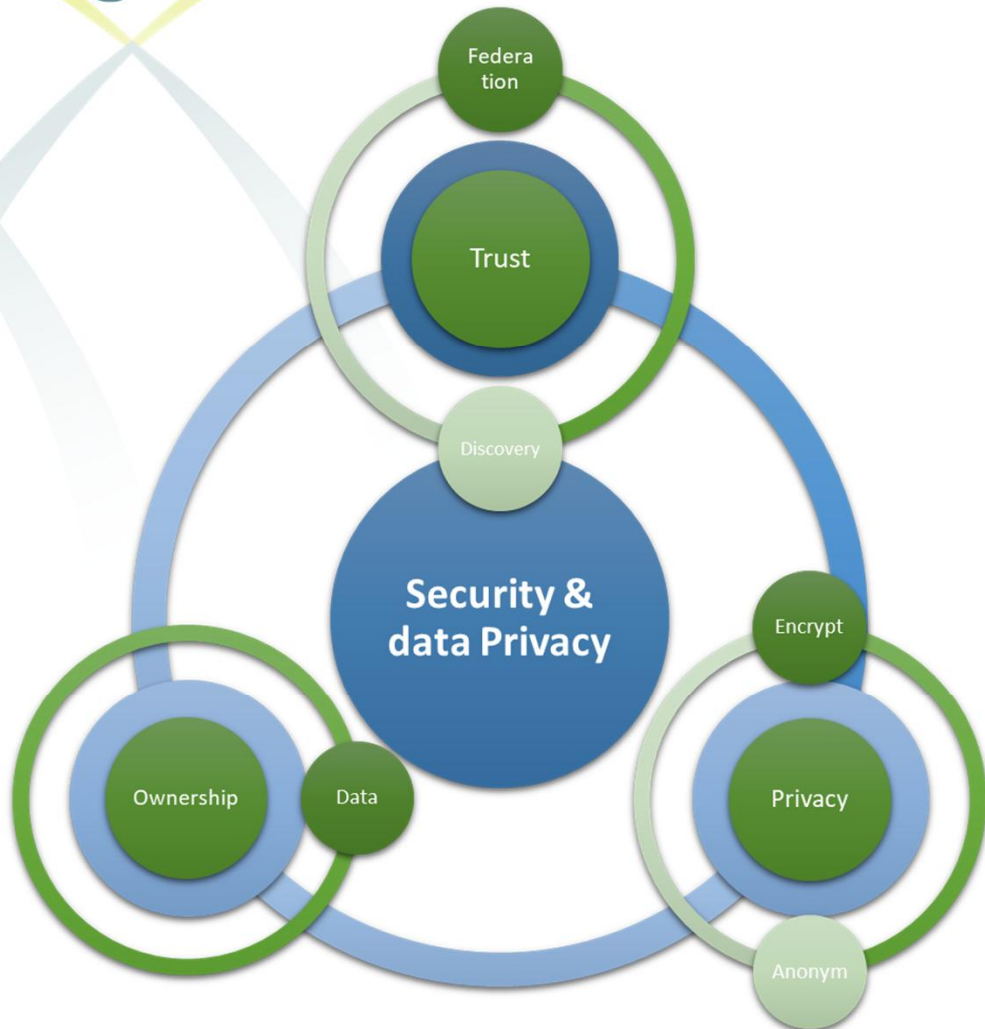 Federa
tion
Trust
Discovery
Security &
data Privacy
Encrypt
Ownership
Data
Privacy
Anonym